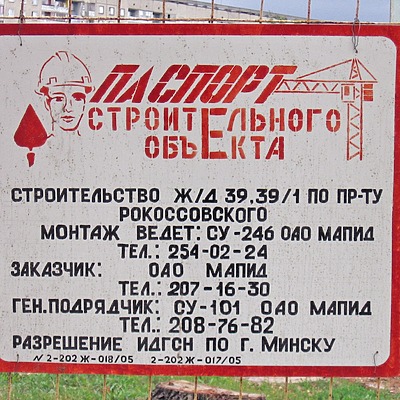 ПАСПОРТ
СТРОИТЕЛЬНОГО
ОБЪЕКТА
СТРОИТЕЛЬСТВО Ж/Д 39,39/1 ПО ПР-ТУ
РОКОССОВСКОГО
МОНТАЖ ВЕДЕТ: СУ-246 ОАО МАПИД
ТЕЛ.: 254-02-24
ЗАКАЗЧИК: ОАО МАПИД
ТЕЛ.: 207-16-30
ГЕН.ПОДРЯДЧИК: СУ-101 ОАО МАПИД
ТЕЛ.: 208-76-82
РАЗРЕШЕНИЕ ИДГСН ПО Г. МИНСКУ
N 2-202 Ж-018/05 2-202 Ж-017/05